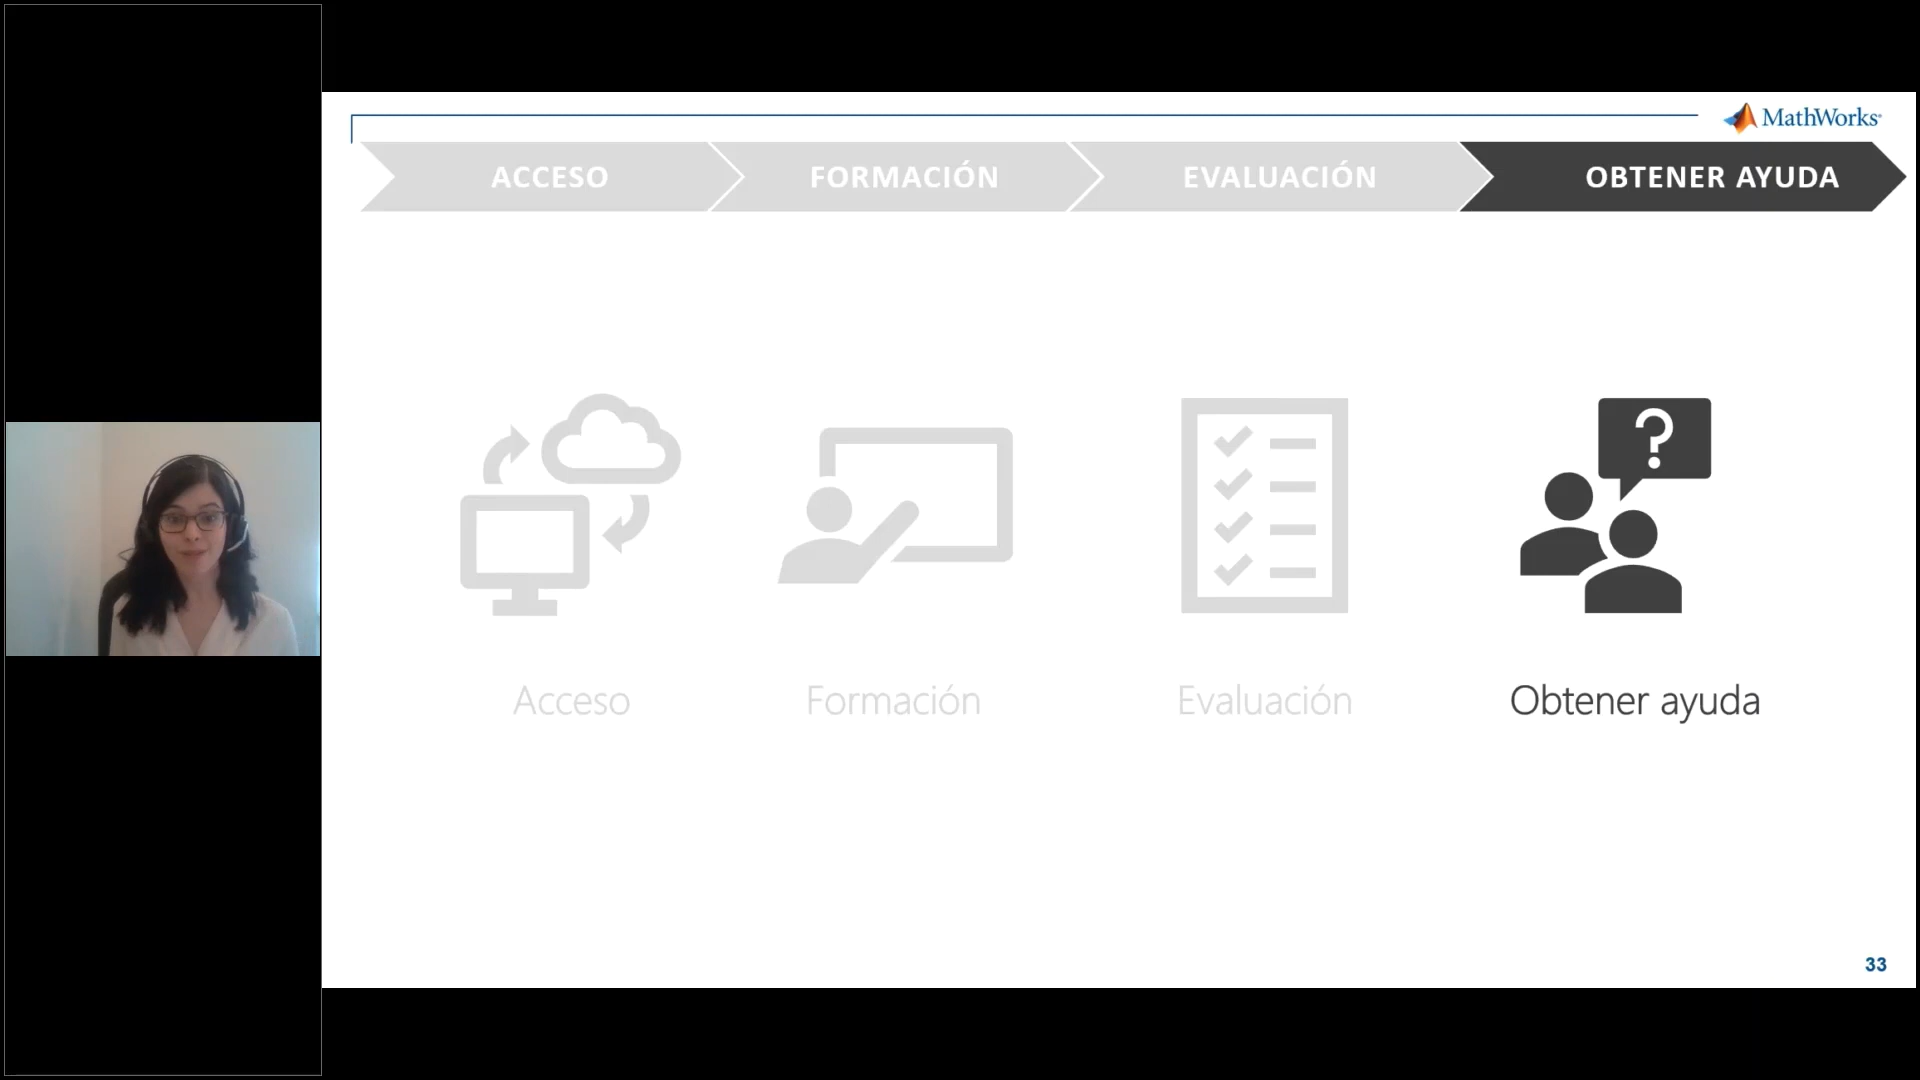 MathWorks®
ACCESO
FORMACIÓN
EVALUACIÓN
OBTENER AYUDA
?
Acceso
Formación
Evaluación
Obtener ayuda
33